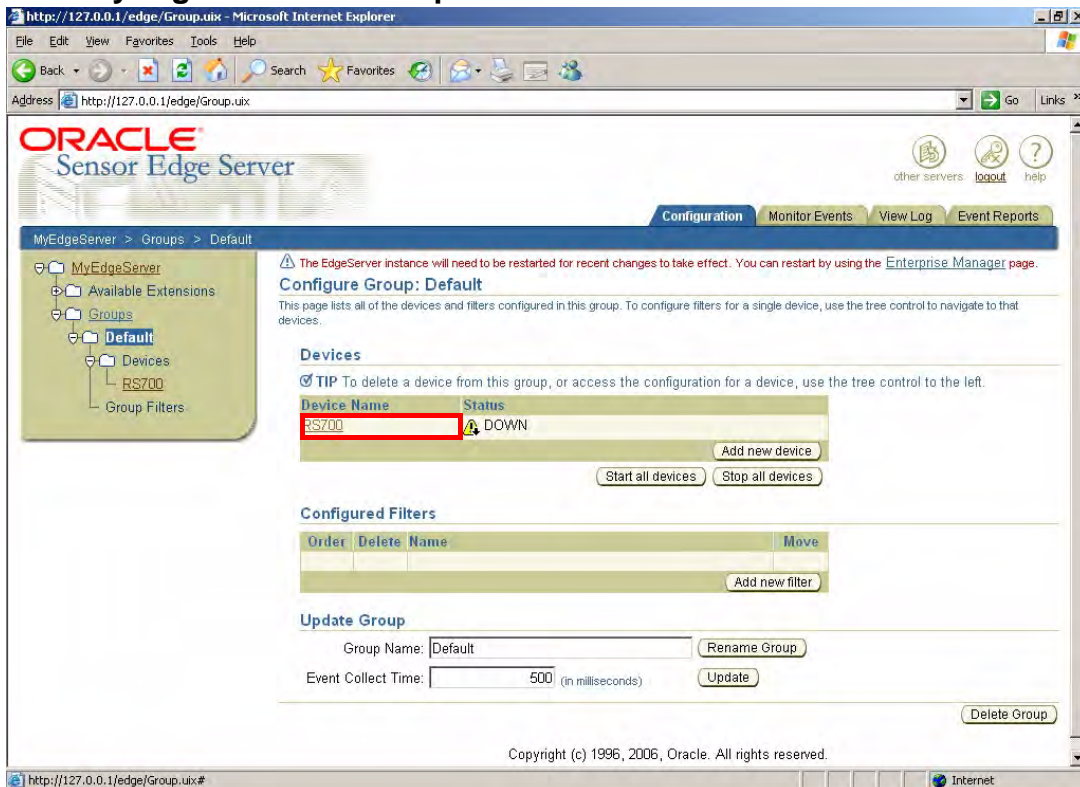 http://127.0.0.1/edge/Group.uix - Microsoft Internet Explorer
File Edit View Favorites Tools Help
Back Search Favorites
Address http://127.0.0.1/edge/Group.uix Go Links »
ORACLE
Sensor Edge Server
other servers logout help
Configuration Monitor Events View Log Event Reports
MyEdgeServer > Groups > Default
MyEdgeServer
Available Extensions
Groups
Default
Devices
RS700
Group Filters
The EdgeServer instance will need to be restarted for recent changes to take effect. You can restart by using the Enterprise Manager page.
Configure Group: Default
This page lists all of the devices and filters configured in this group. To configure filters for a single device, use the tree control to navigate to that
devices.
Devices
TIP To delete a device from this group, or access the configuration for a device, use the tree control to the left.
Device Name Status
RS700 DOWN
Add new device
Start all devices Stop all devices
Configured Filters
Order Delete Name Move
Add new filter
Update Group
Group Name: Default Rename Group
Event Collect Time: 500 (in milliseconds) Update
Delete Group
Copyright (c) 1996, 2006, Oracle. All rights reserved.
http://127.0.0.1/edge/Group.uix# Internet